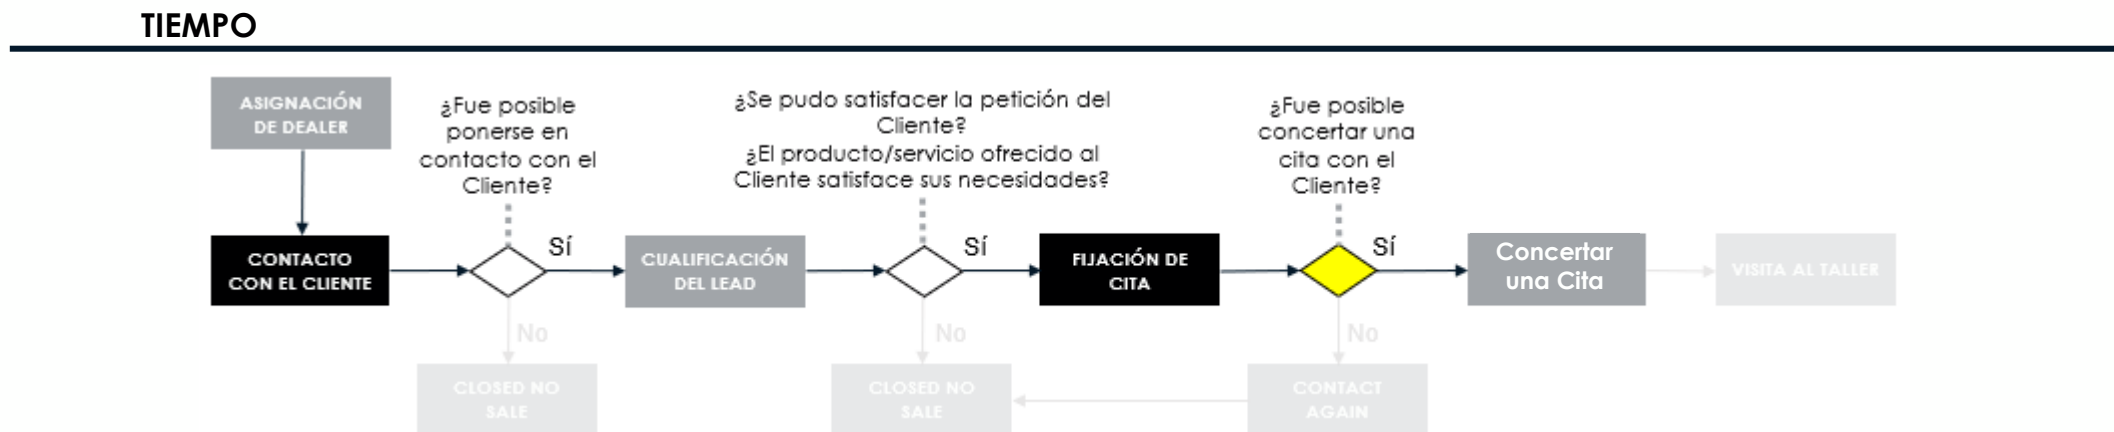 TIEMPO
ASIGNACIÓN
DE DEALER
¿Fue posible
ponerse en
contacto con el
Cliente?
¿Se pudo satisfacer la petición del
Cliente?
¿El producto/servicio ofrecido al
Cliente satisface sus necesidades?
¿Fue posible
concertar una
cita con el
Cliente?
CONTACTO
CON EL CLIENTE
Sí
CUALIFICACIÓN
DEL LEAD
Sí
FIJACIÓN DE
CITA
Sí
Concertar
una Cita
VISITA AL TALLER
No
No
No
CLOSED NO
SALE
CLOSED NO
SALE
CONTACT
AGAIN